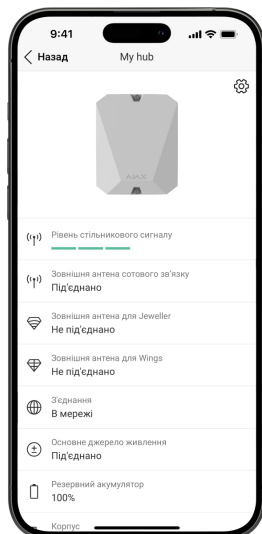 9:41
Назад My hub
AJAX
Рівень стільникового сигналу
Зовнішня антена сотового зв'язку
Під'єднано
Зовнішня антена для Jeweller
Не під'єднано
Зовнішня антена для Wings
Не під'єднано
З'єднання
В мережі
Основне джерело живлення
Під'єднано
Резервний акумулятор
100%
Корпус